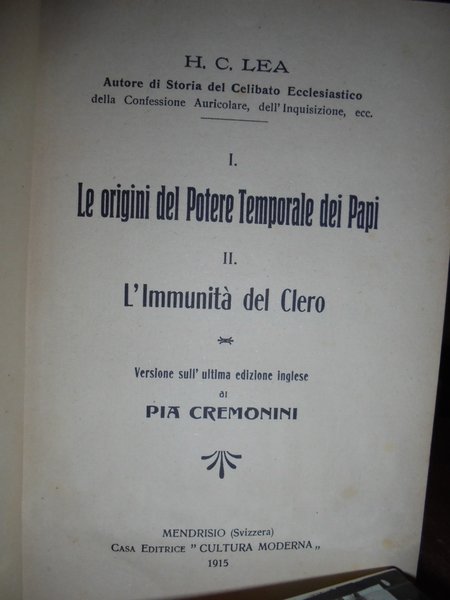 H. C. LEA
Autore di Storia del Celibato Ecclesiastico
della Confessione Auricolare, dell'Inquisizione, ecc.
I.
Le origini del Potere Temporale dei Papi
II.
L'Immunità del Clero
Versione sull' ultima edizione inglese
di
PIA CREMONINI
MENDRISIO (Svizzera)
CASA EDITRICE " CULTURA MODERNA „
1915